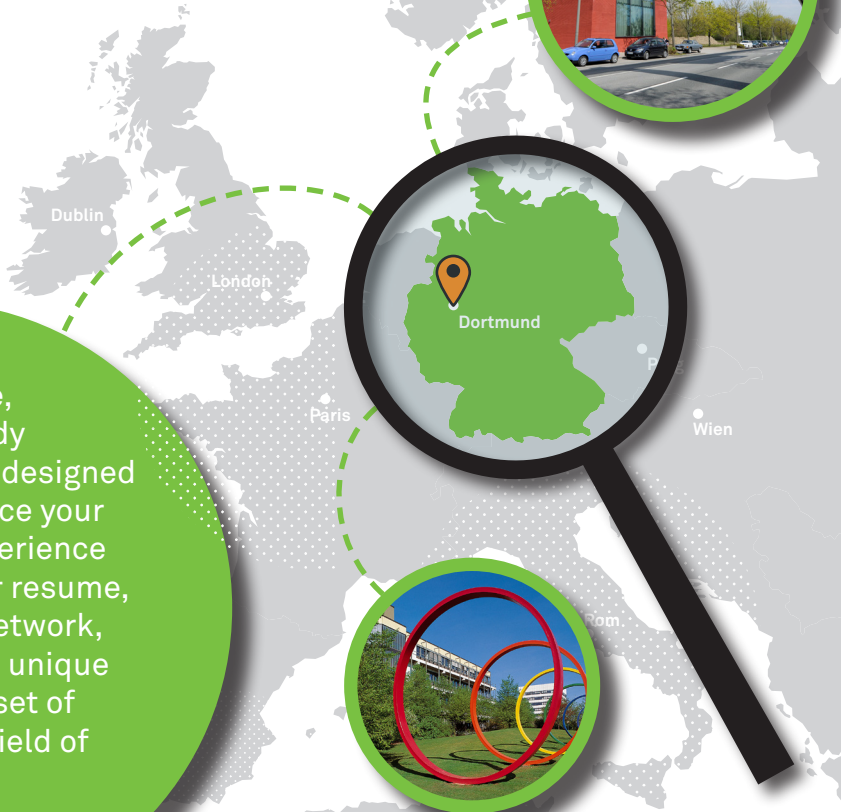 Dublin
London
Dortmund
Paris
Wien
Rom
e,
dy
designed
ce your
erience
r resume,
etwork,
unique
set of
ield of